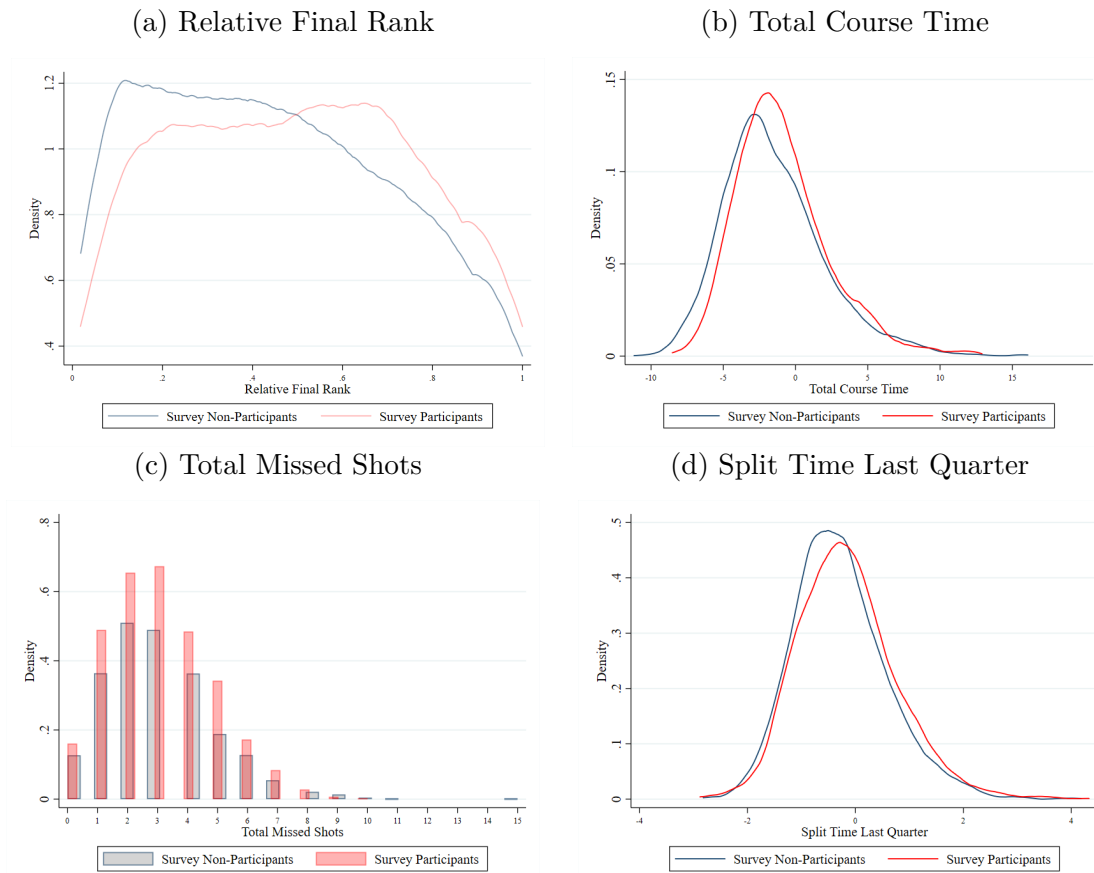 (a) Relative Final Rank
Density
.4 .6 .8 1 1.2
0 .2 .4 .6 .8 1
Relative Final Rank
Survey Non-Participants Survey Participants
(b) Total Course Time
Density
0 .05 .1 .15
-10 -5 0 5 10 15
Total Course Time
Survey Non-Participants Survey Participants
(c) Total Missed Shots
Density
0 .2 .4 .6 .8
0 1 2 3 4 5 6 7 8 9 10 11 12 13 14 15
Total Missed Shots
Survey Non-Participants Survey Participants
(d) Split Time Last Quarter
Density
0 .1 .2 .3 .4 .5
-4 -2 0 2 4
Split Time Last Quarter
Survey Non-Participants Survey Participants